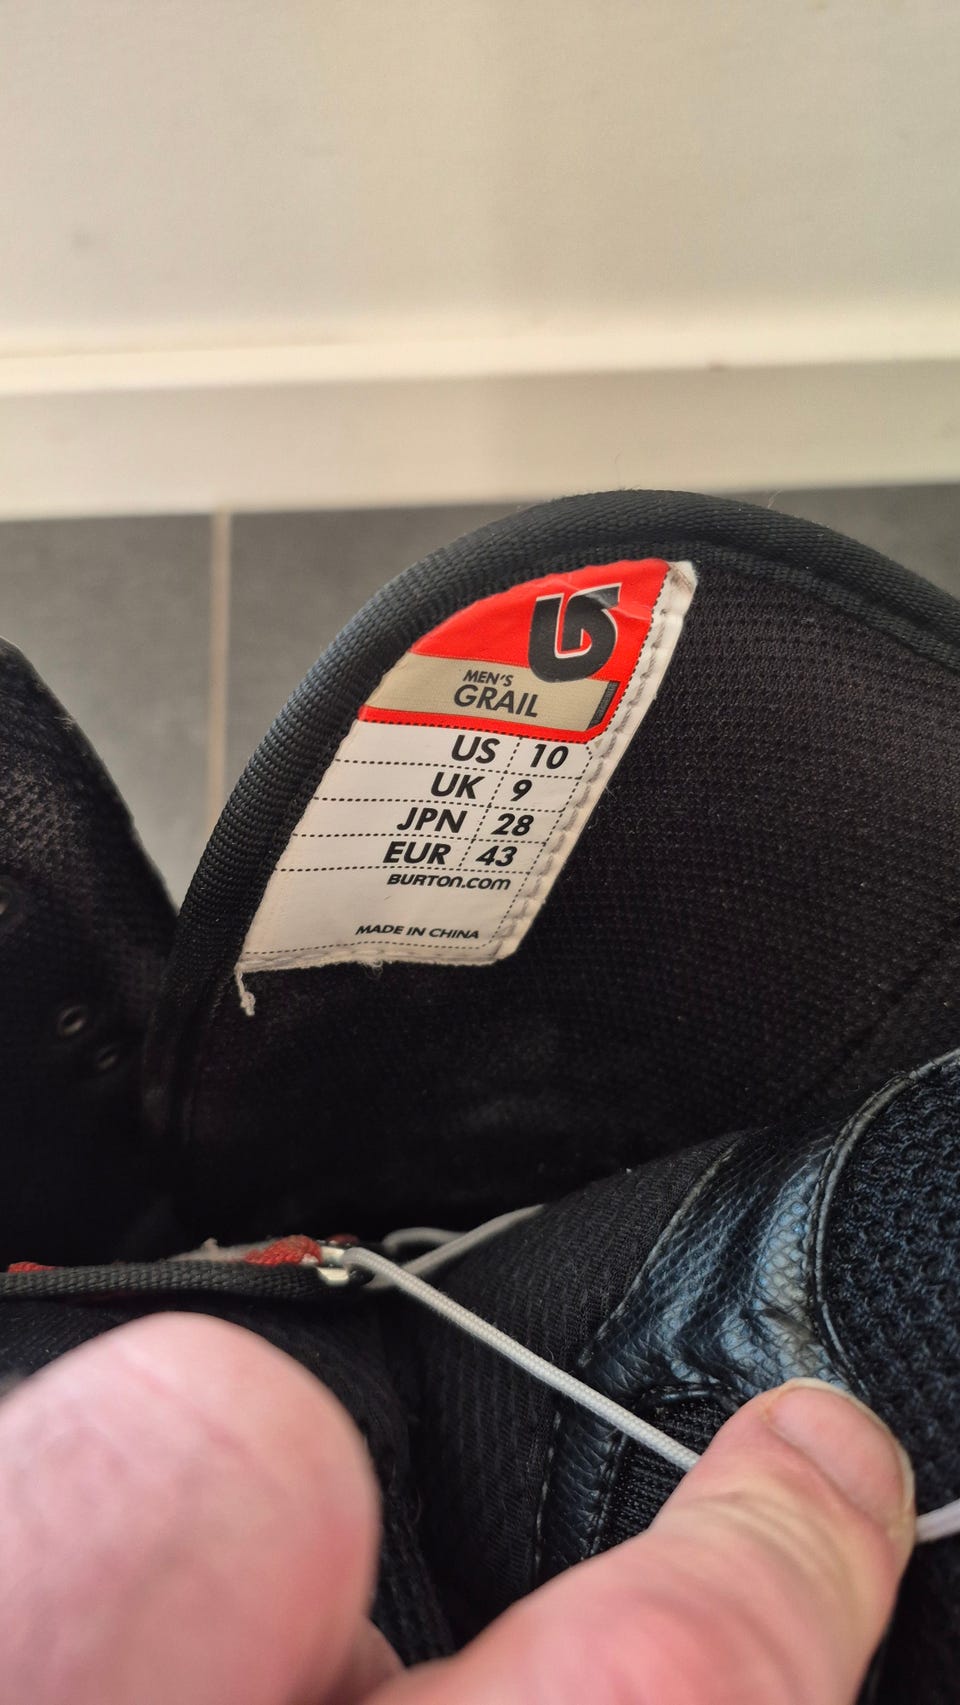 MEN'S
GRAIL
US 10
UK 9
JPN 28
EUR 43
BURTON.COM
MADE IN CHINA